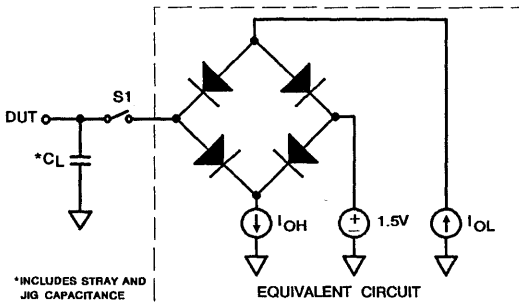 S1
DUT
*CL
IOH
+
−
1.5V
IOL
*INCLUDES STRAY AND
JIG CAPACITANCE
EQUIVALENT CIRCUIT